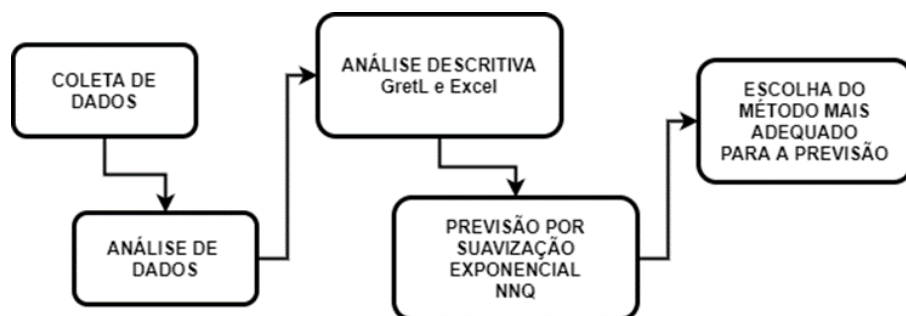 COLETA DE
DADOS
ANÁLISE DE
DADOS
ANÁLISE DESCRITIVA
GretL e Excel
PREVISÃO POR
SUAVIZAÇÃO
EXPONENCIAL
NNQ
ESCOLHA DO
MÉTODO MAIS
ADEQUADO
PARA A PREVISÃO